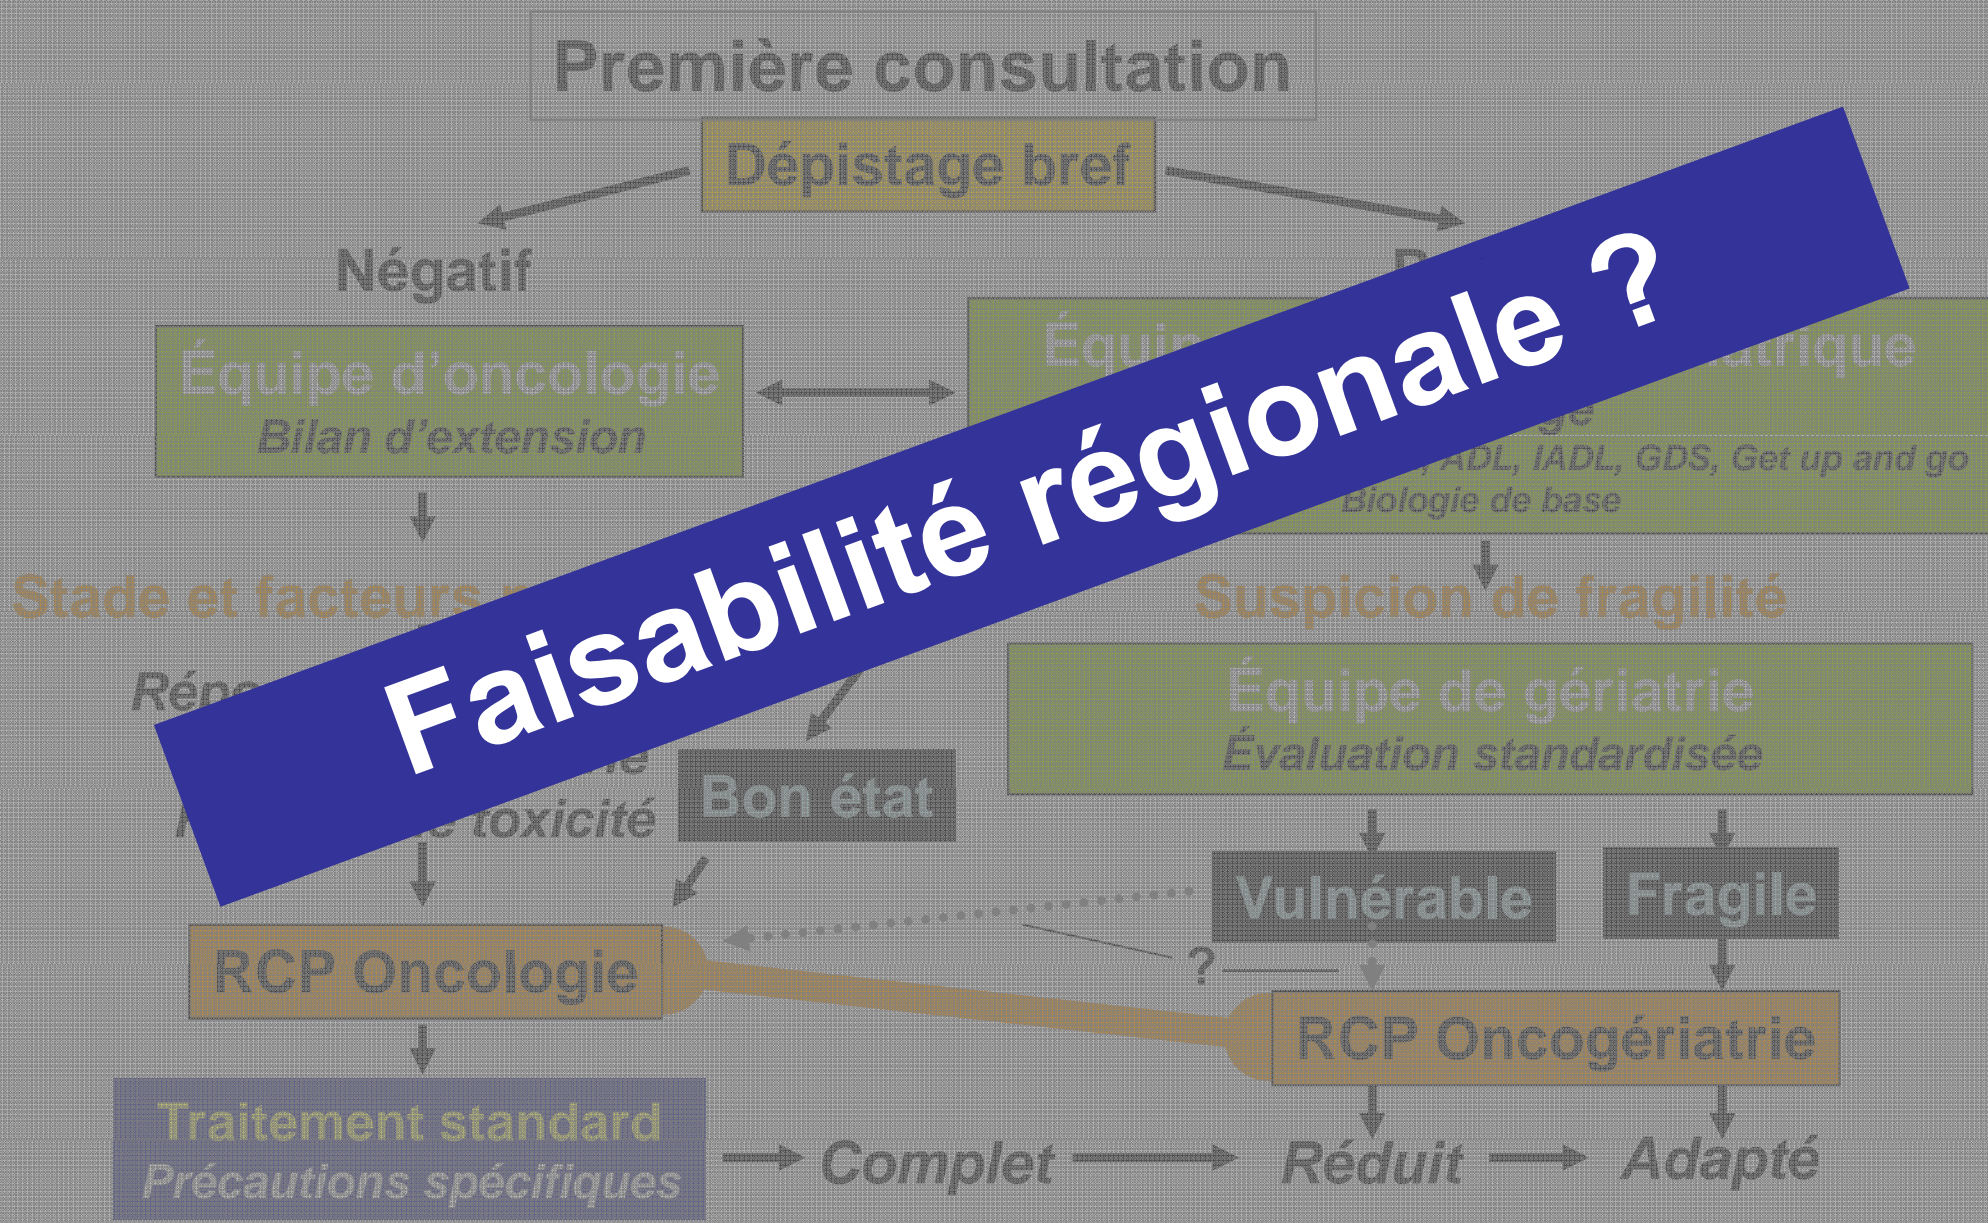 Première consultation
Dépistage bref
Négatif
Équipe d'oncologie
Bilan d'extension
ADL, IADL, GDS, Get up and go
Biologie de base
Faisabilité régionale ?
Stade et facteurs
Suspicion de fragilité
Équipe de gériatrie
Évaluation standardisée
toxicité
Bon état
Vulnérable
Fragile
?
RCP Oncologie
RCP Oncogériatrie
Traitement standard
Précautions spécifiques
Complet
Réduit
Adapté